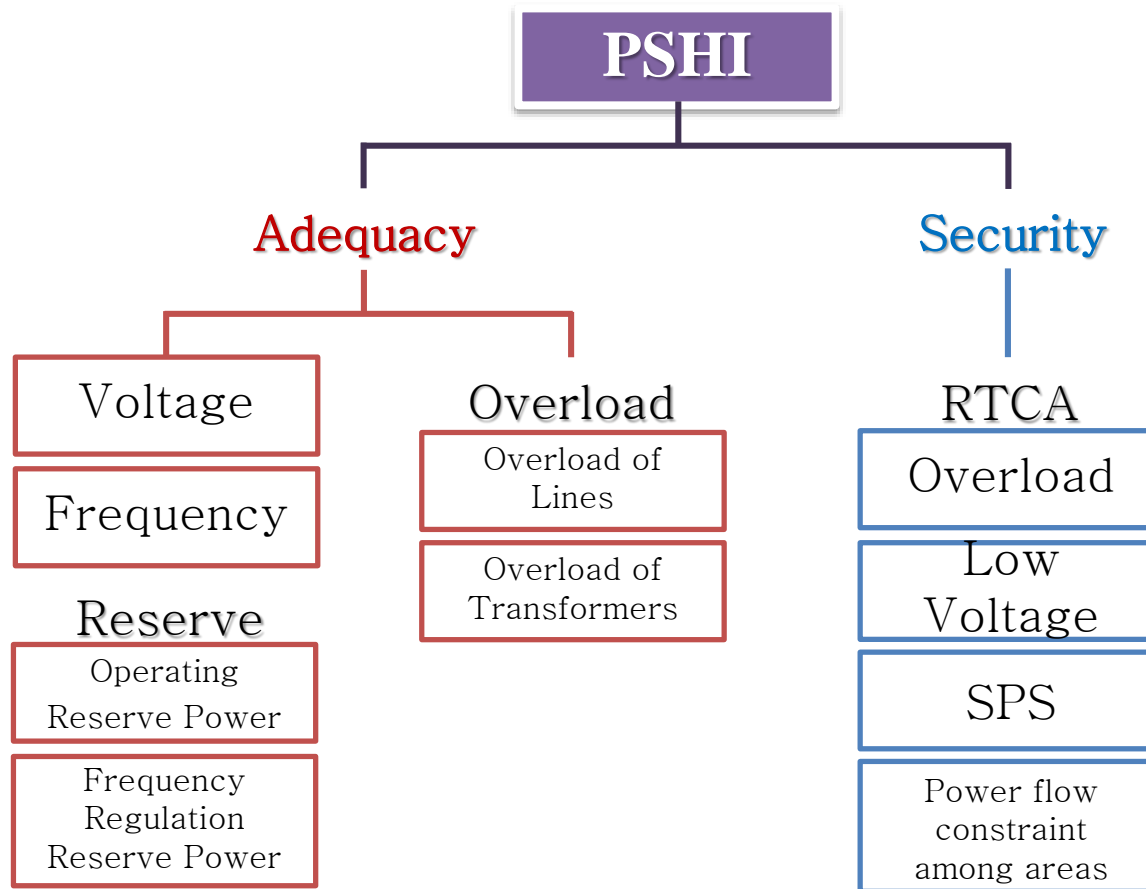 PSHI
Adequacy
Security
Voltage
Frequency
Reserve
Operating
Reserve Power
Frequency
Regulation
Reserve Power
Overload
Overload of
Lines
Overload of
Transformers
RTCA
Overload
Low
Voltage
SPS
Power flow
constraint
among areas